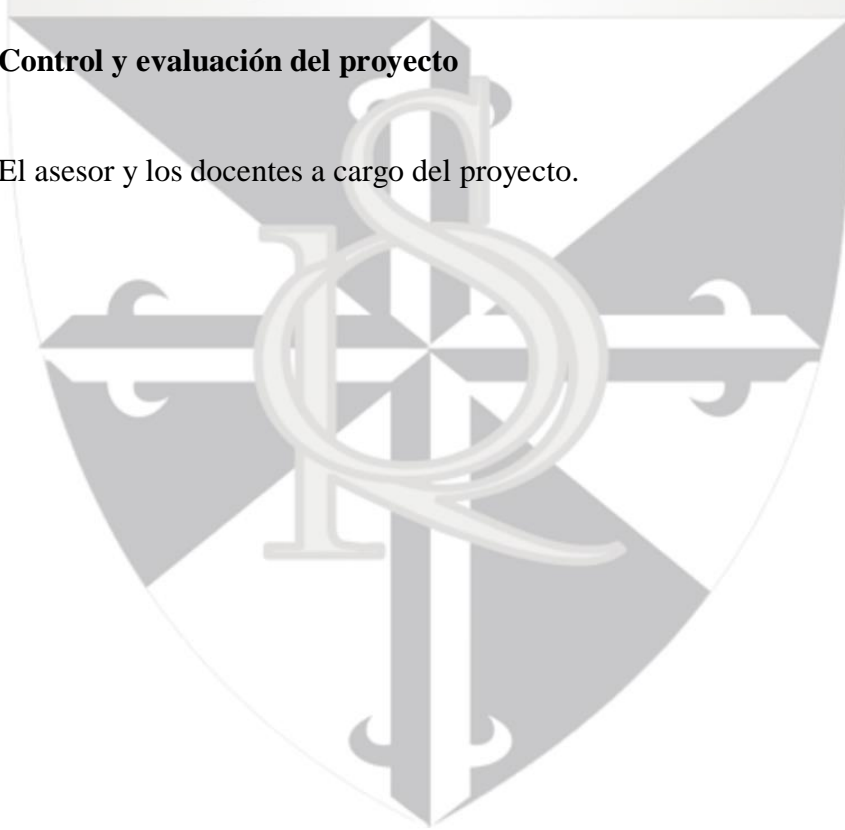 Control y evaluación del proyecto
El asesor y los docentes a cargo del proyecto.